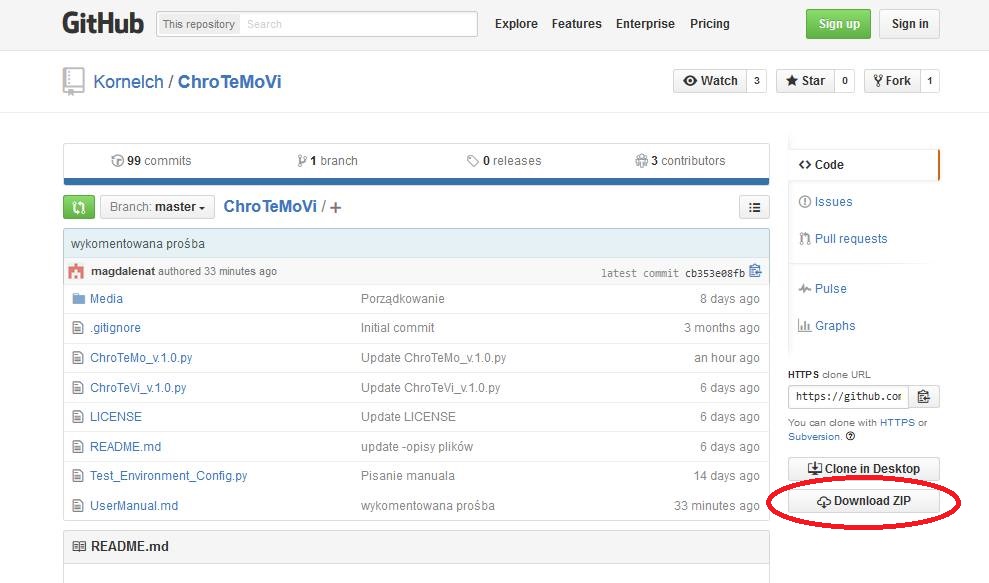 GitHub This repository Search Explore Features Enterprise Pricing Sign up Sign in
Kornelch / ChroTeMoVi Watch 3 Star 0 Fork 1
99 commits 1 branch 0 releases 3 contributors
Branch: master ChroTeMoVi / +
wykomentowana prośba
magdalenat authored 33 minutes ago latest commit cb353e08fb
Media Porządkowanie 8 days ago
.gitignore Initial commit 3 months ago
ChroTeMo_v.1.0.py Update ChroTeMo_v.1.0.py an hour ago
ChroTeVi_v.1.0.py Update ChroTeVi_v.1.0.py 6 days ago
LICENSE Update LICENSE 6 days ago
README.md update -opisy plików 6 days ago
Test_Environment_Config.py Pisanie manuala 14 days ago
UserManual.md wykomentowana prośba 33 minutes ago
README.md
Code
Issues
Pull requests
Pulse
Graphs
HTTPS clone URL
https://github.con
You can clone with HTTPS or
Subversion.
Clone in Desktop
Download ZIP